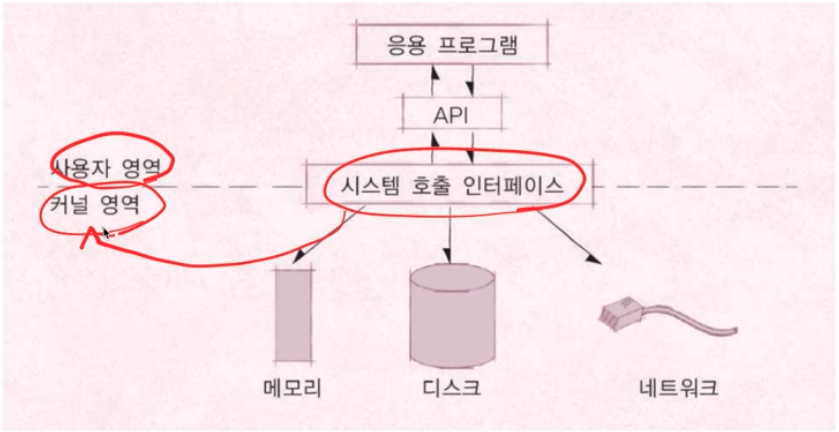 응용 프로그램
API
사용자 영역
시스템 호출 인터페이스
커널 영역
메모리
디스크
네트워크